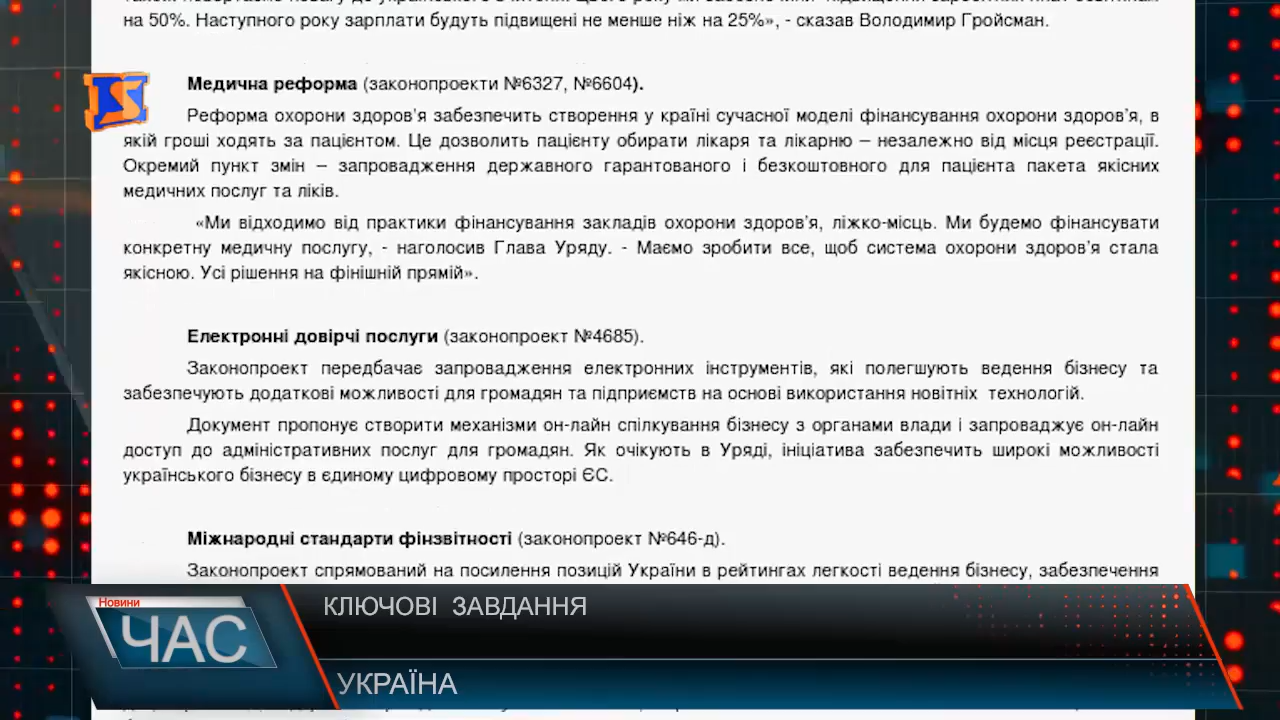 на 50%. Наступного року зарплати будуть підвищені не менше ніж на 25%», - сказав Володимир Гройсман.
Медична реформа (законопроекти №6327, №6604).
Реформа охорони здоров’я забезпечить створення у країні сучасної моделі фінансування охорони здоров’я, в
якій гроші ходять за пацієнтом. Це дозволить пацієнту обирати лікаря та лікарню – незалежно від місця реєстрації.
Окремий пункт змін – запровадження державного гарантованого і безкоштовного для пацієнта пакета якісних
медичних послуг та ліків.
«Ми відходимо від практики фінансування закладів охорони здоров’я, ліжко-місць. Ми будемо фінансувати
конкретну медичну послугу, - наголосив Глава Уряду. - Маємо зробити все, щоб система охорони здоров’я стала
якісною. Усі рішення на фінішній прямій».
Електронні довірчі послуги (законопроект №4685).
Законопроект передбачає запровадження електронних інструментів, які полегшують ведення бізнесу та
забезпечують додаткові можливості для громадян та підприємств на основі використання новітніх технологій.
Документ пропонує створити механізми он-лайн спілкування бізнесу з органами влади і запроваджує он-лайн
доступ до адміністративних послуг для громадян. Як очікують в Уряді, ініціатива забезпечить широкі можливості
українського бізнесу в єдиному цифровому просторі ЄС.
Міжнародні стандарти фінзвітності (законопроект №646-д).
Законопроект спрямований на посилення позицій України в рейтингах легкості ведення бізнесу, забезпечення
Новини
ЧАС
КЛЮЧОВІ ЗАВДАННЯ
УКРАЇНА